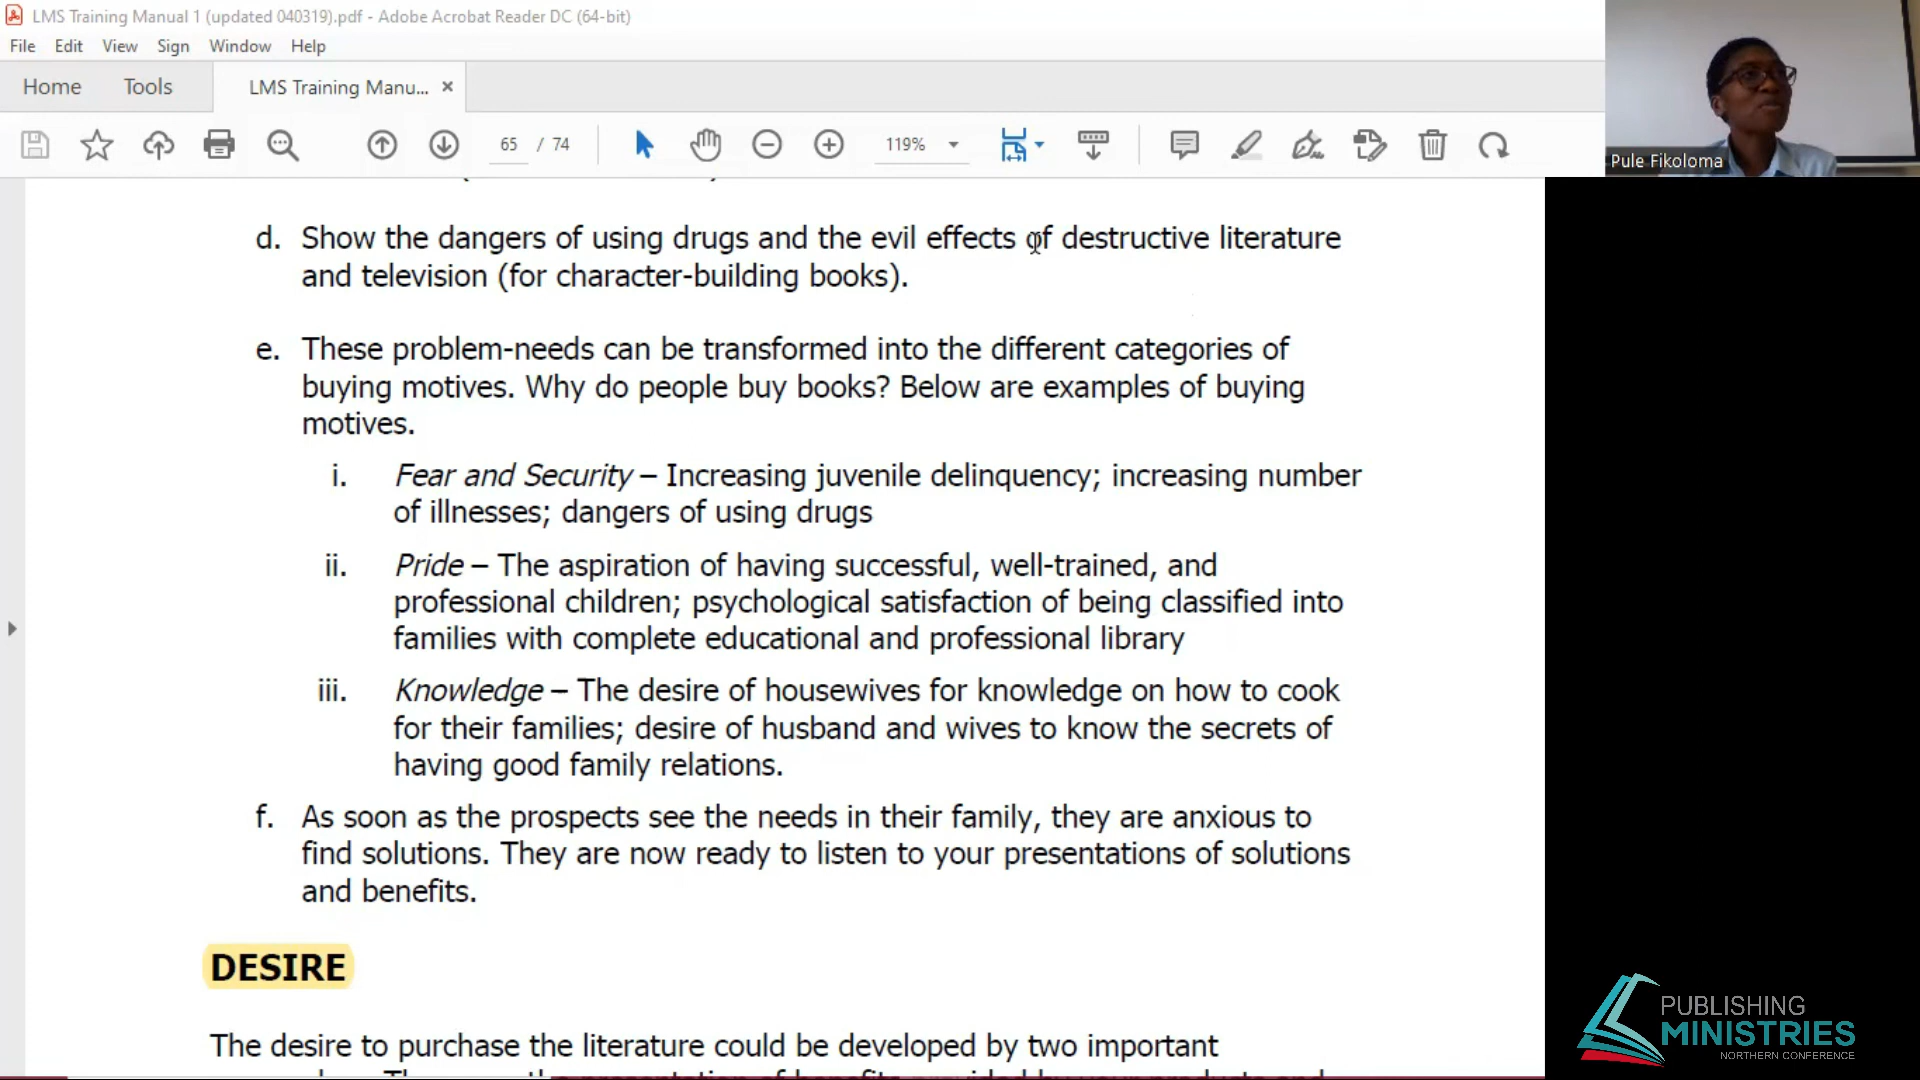 LMS Training Manual 1 (updated 040319).pdf - Adobe Acrobat Reader DC (64-bit)
File Edit View Sign Window Help
Home Tools LMS Training Manu... ×
65 / 74 119%
Pule Fikoloma
d. Show the dangers of using drugs and the evil effects of destructive literature
and television (for character-building books).
e. These problem-needs can be transformed into the different categories of
buying motives. Why do people buy books? Below are examples of buying
motives.
i. Fear and Security – Increasing juvenile delinquency; increasing number
of illnesses; dangers of using drugs
ii. Pride – The aspiration of having successful, well-trained, and
professional children; psychological satisfaction of being classified into
families with complete educational and professional library
iii. Knowledge – The desire of housewives for knowledge on how to cook
for their families; desire of husband and wives to know the secrets of
having good family relations.
f. As soon as the prospects see the needs in their family, they are anxious to
find solutions. They are now ready to listen to your presentations of solutions
and benefits.
DESIRE
The desire to purchase the literature could be developed by two important
PUBLISHING
MINISTRIES
NORTHERN CONFERENCE